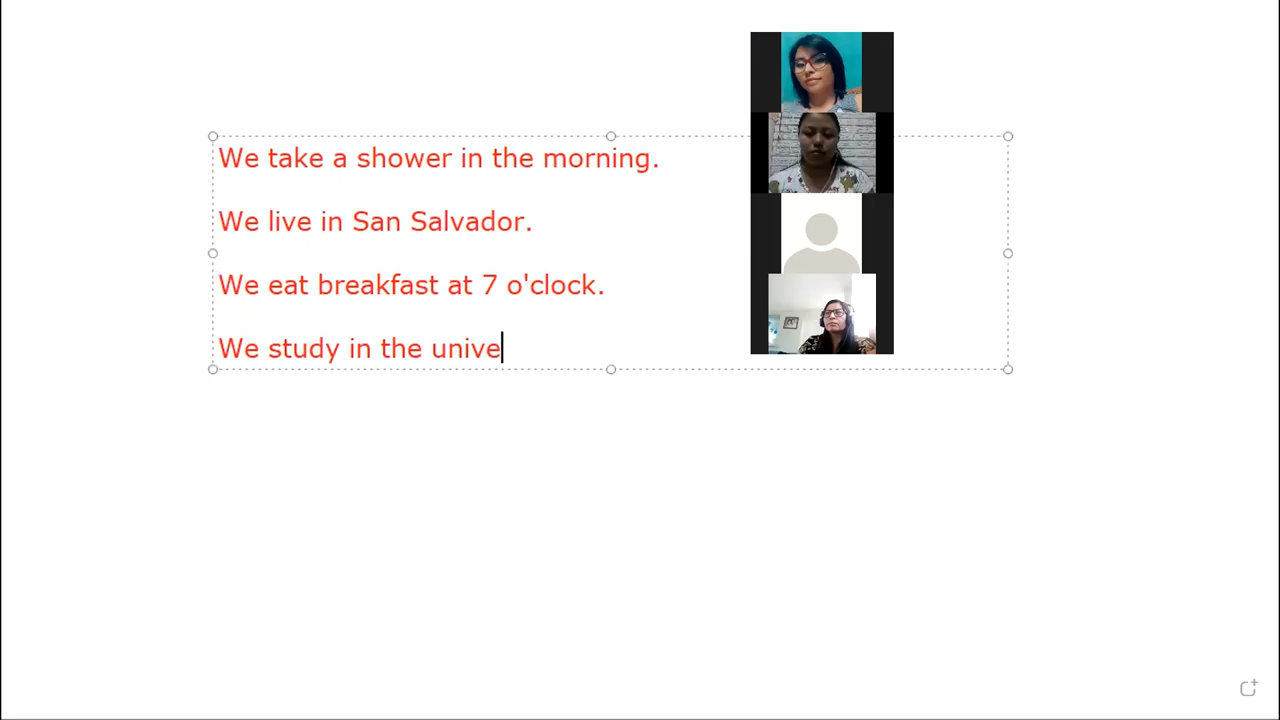 We take a shower in the morning.
We live in San Salvador.
We eat breakfast at 7 o'clock.
We study in the unive